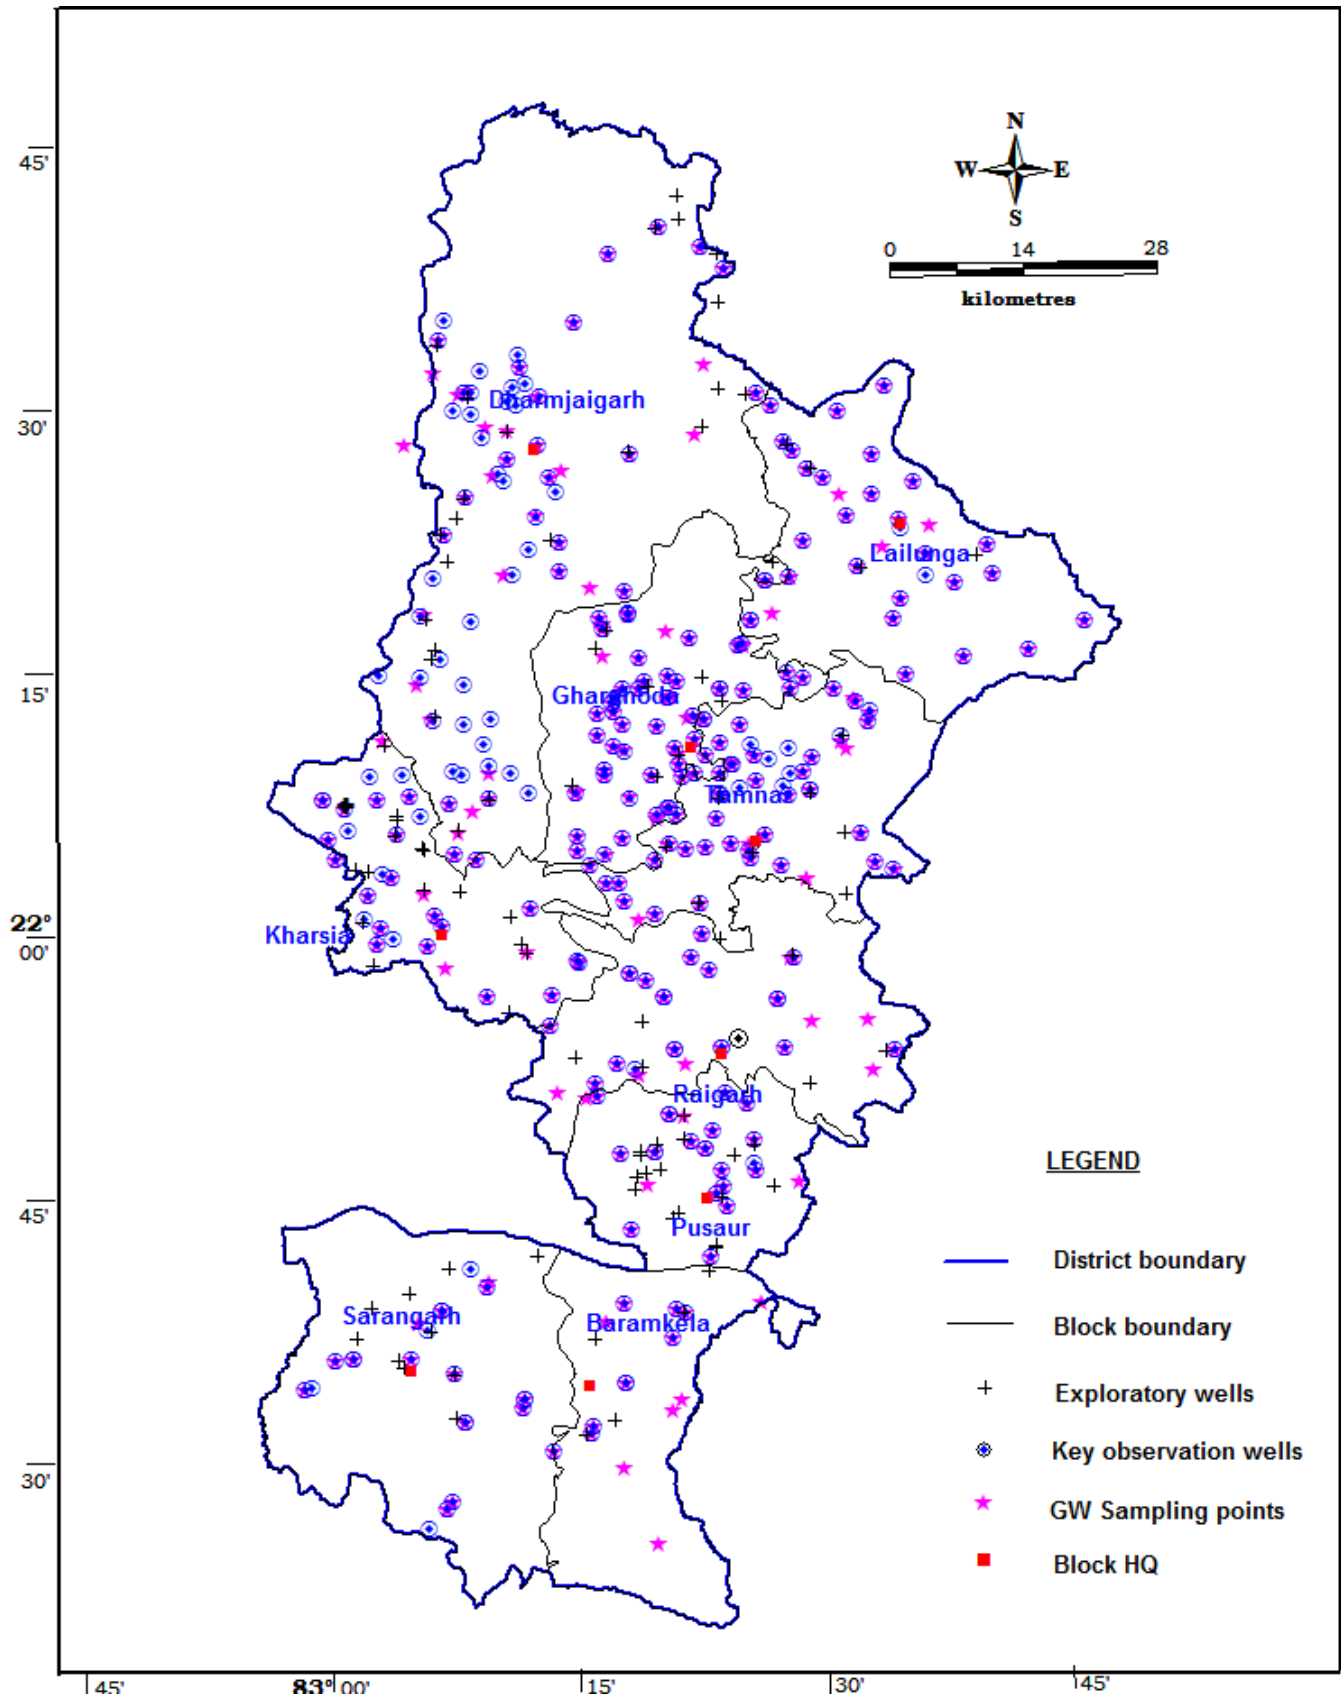 N
W E
S
45'
0 14 28
kilometres
Dharmjaigarh
30'
Lailunga
15'
Gharghoda
Tamnar
22°
00'
Kharsia
Raigarh
LEGEND
45'
Pusaur
District boundary
Sarangarh
Baramkela
Block boundary
Exploratory wells
Key observation wells
30'
GW Sampling points
Block HQ
45'
83° 00'
15'
30'
45'